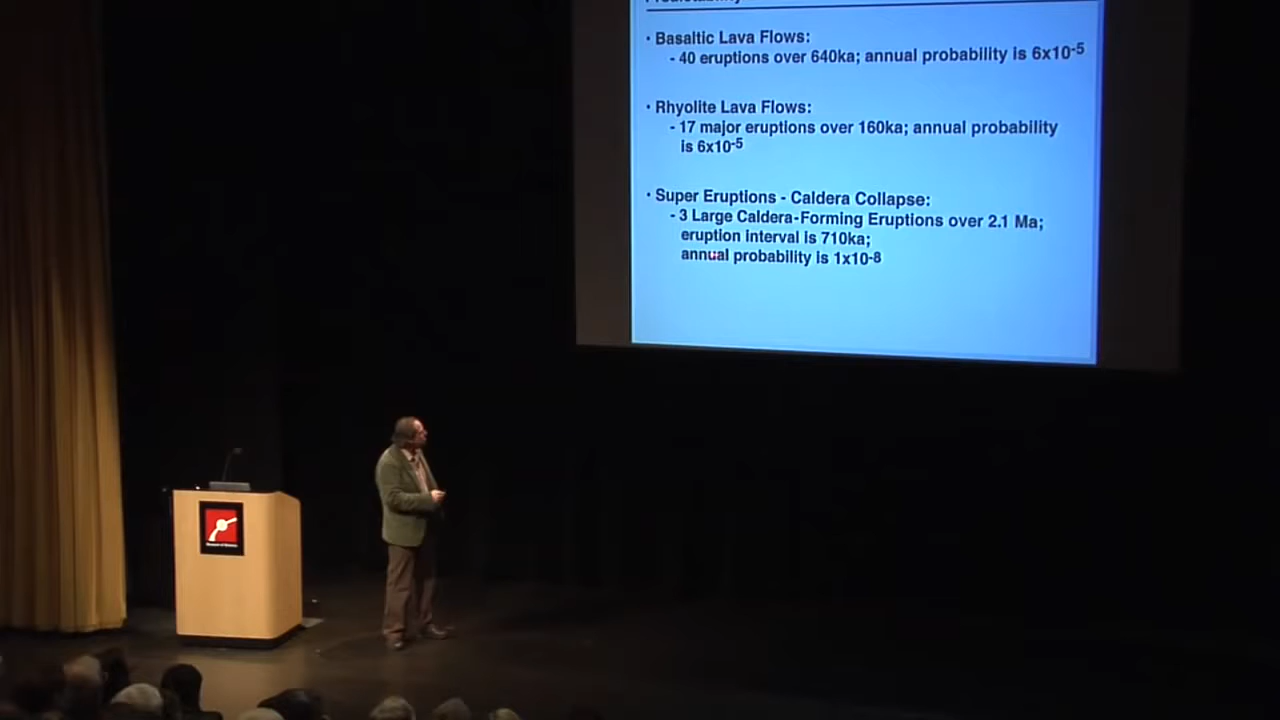 · Basaltic Lava Flows:
- 40 eruptions over 640ka; annual probability is 6x10-5
· Rhyolite Lava Flows:
- 17 major eruptions over 160ka; annual probability
is 6x10-5
· Super Eruptions - Caldera Collapse:
- 3 Large Caldera-Forming Eruptions over 2.1 Ma;
eruption interval is 710ka;
annual probability is 1x10-8